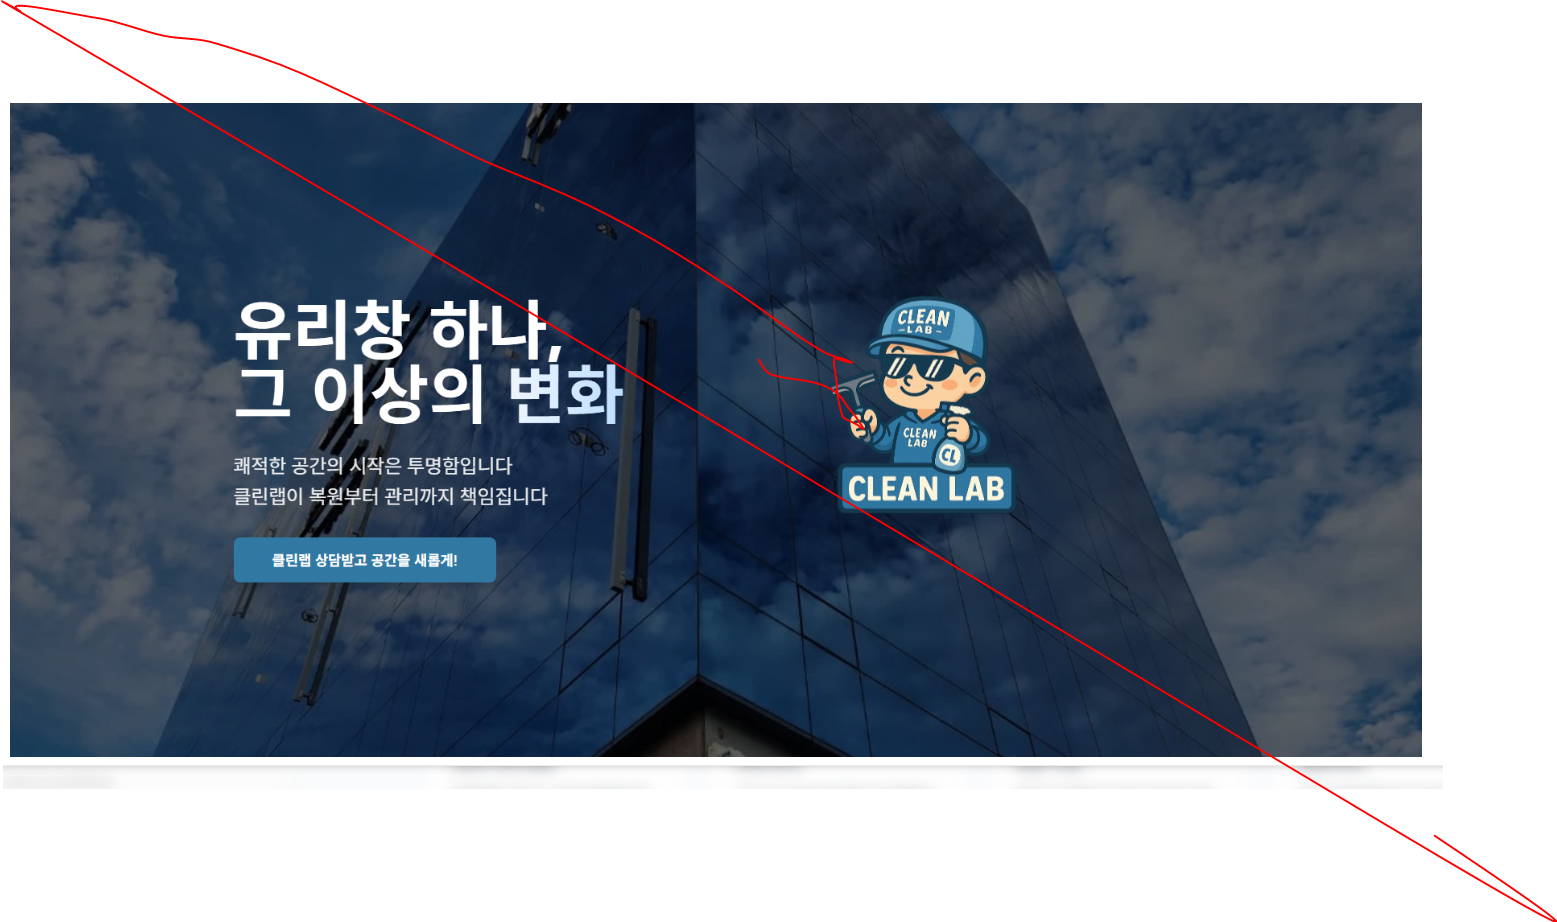 유리창 하나,
그 이상의 변화
쾌적한 공간의 시작은 투명함입니다
클린랩이 복원부터 관리까지 책임집니다
클린랩 상담받고 공간을 새롭게!
CLEAN
-LAB-
CLEAN
LAB
CL
CLEAN LAB